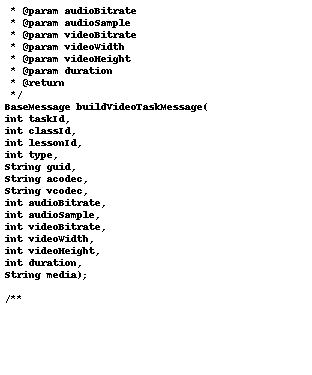 * @param audioBitrate
* @param audioSample
* @param videoBitrate
* @param videoWidth
* @param videoHeight
* @param duration
* @return
*/
BaseMessage buildVideoTaskMessage(
int taskId,
int classId,
int lessonId,
int type,
String guid,
String acodec,
String vcodec,
int audioBitrate,
int audioSample,
int videoBitrate,
int videoWidth,
int videoHeight,
int duration,
String media);
/**